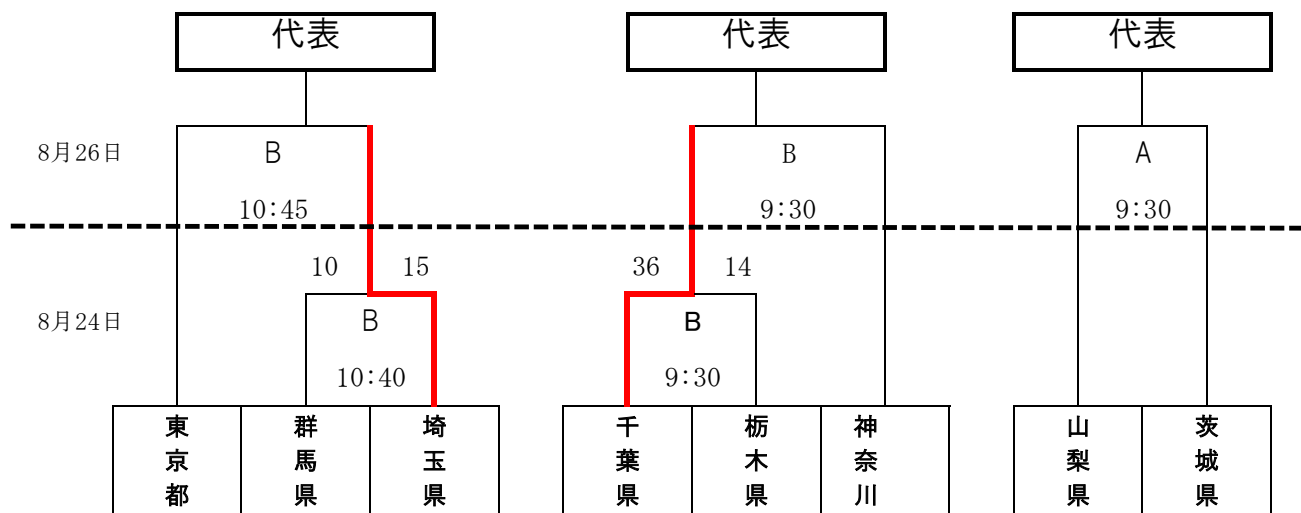 代表 代表 代表
8月26日 B B A
10:45 9:30 9:30
10 15 36 14
8月24日 B B
10:40 9:30
東京都 群馬県 埼玉県 千葉県 栃木県 神奈川 山梨県 茨城県